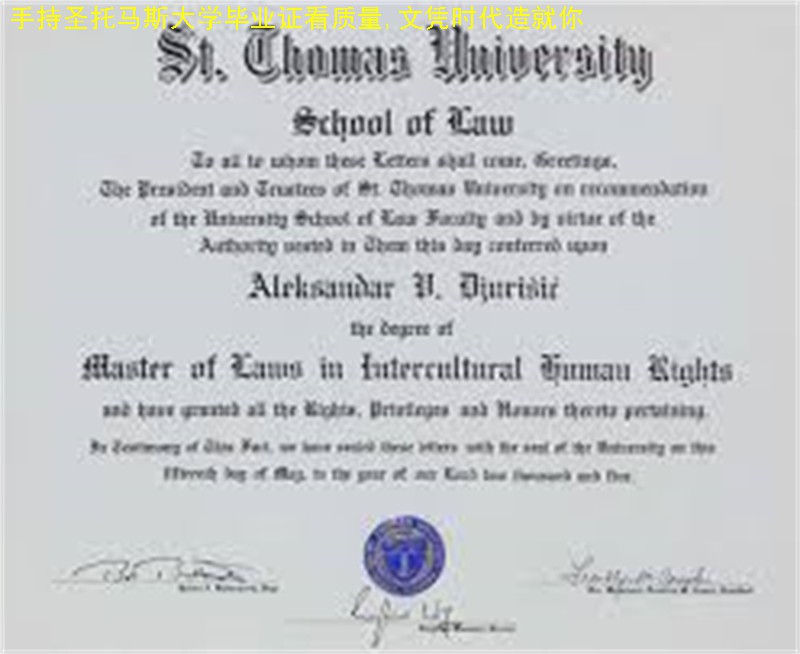 手持圣托马斯大学毕业证看质量, 文凭时代造就你
St. Thomas University
School of Law
To all to whom these Letters shall come, Greetings.
The President and Trustees of St. Thomas University on recommendation
of the University School of Law Faculty and by virtue of the
Authority vested in Them this day conferred upon
Aleksandar V. Djurišić
the degree of
Master of Laws in Intercultural Human Rights
and have granted all the Rights, Privileges and Honors thereto pertaining.
In Testimony of This Fact, we have sealed these letters with the seal of the University on this
fifteenth day of May, in the year of our Lord two thousand and five.